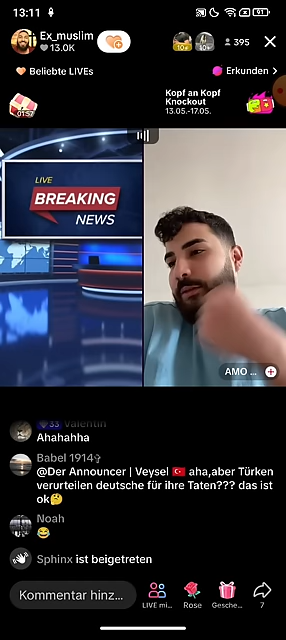 13:11
91
Ex_muslim
13.0K
10+
10+
395
Beliebte LIVEs
Erkunden
01:57
Kopf an Kopf
Knockout
13.05.-17.05.
LIVE
BREAKING
NEWS
AMO ...
33 Valentin
Ahahahha
Babel 1914
@Der Announcer | Veysel 🇹🇷 aha,aber Türken
verurteilen deutsche für ihre Taten??? das ist
ok🤔
Noah
😂
Sphinx ist beigetreten
Kommentar hinz...
LIVE mi...
Rose
Gesche...
7